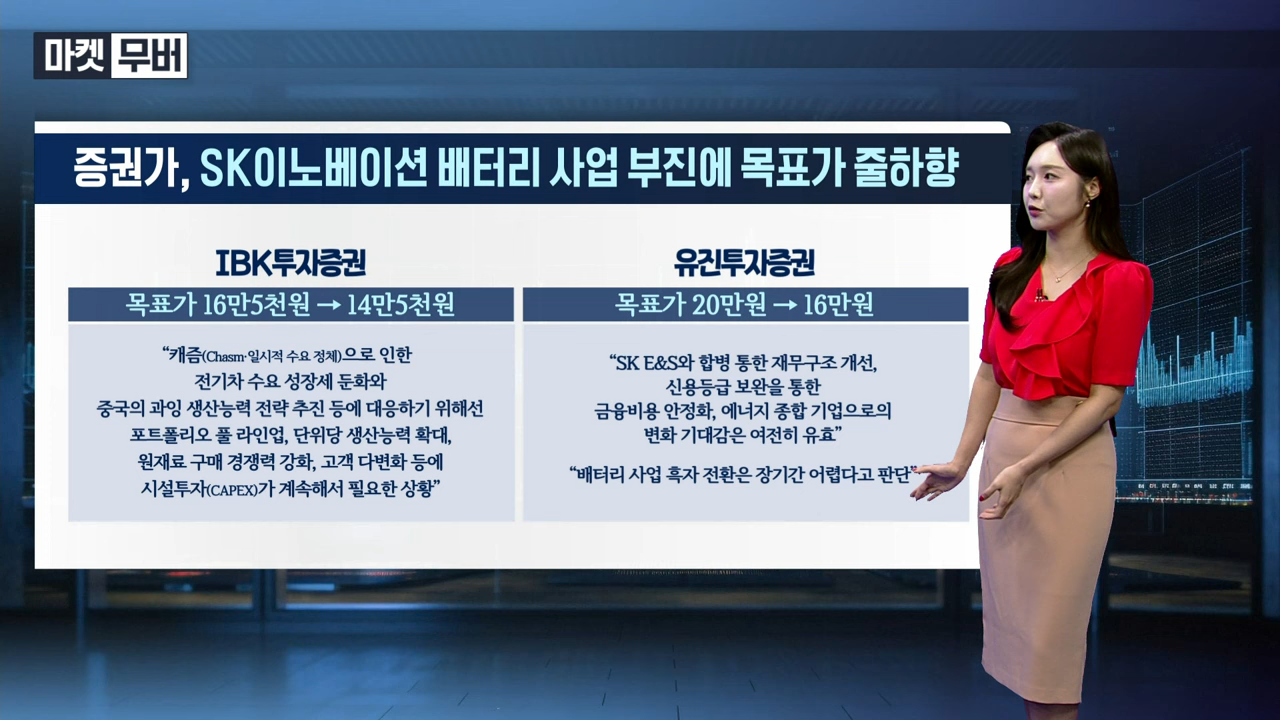 마켓 무버
증권가, SK이노베이션 배터리 사업 부진에 목표가 줄하향
IBK투자증권
목표가 16만5천원 → 14만5천원
“캐즘(Chasm·일시적 수요 정체)으로 인한
전기차 수요 성장세 둔화와
중국의 과잉 생산능력 전략 추진 등에 대응하기 위해선
포트폴리오 풀 라인업, 단위당 생산능력 확대,
원재료 구매 경쟁력 강화, 고객 다변화 등에
시설투자(CAPEX)가 계속해서 필요한 상황”
유진투자증권
목표가 20만원 → 16만원
“SK E&S와 합병 통한 재무구조 개선,
신용등급 보완을 통한
금융비용 안정화, 에너지 종합 기업으로의
변화 기대감은 여전히 유효”
“배터리 사업 흑자 전환은 장기간 어렵다고 판단”